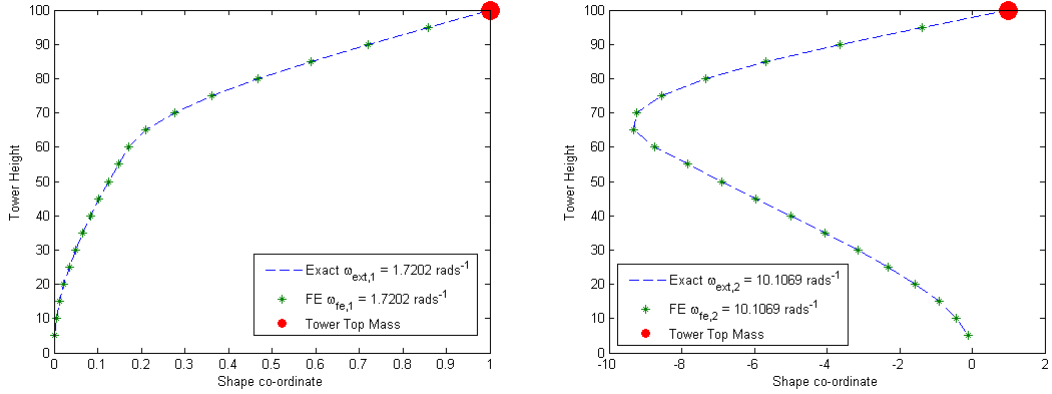 100
90
80
70
60
50
40
30
20
10
0
Tower Height
Exact ω_ext,1 = 1.7202 rads⁻¹
FE ω_fe,1 = 1.7202 rads⁻¹
Tower Top Mass
0 0.1 0.2 0.3 0.4 0.5 0.6 0.7 0.8 0.9 1
Shape co-ordinate
100
90
80
70
60
50
40
30
20
10
0
Tower Height
Exact ω_ext,2 = 10.1069 rads⁻¹
FE ω_fe,2 = 10.1069 rads⁻¹
Tower Top Mass
-10 -8 -6 -4 -2 0 2
Shape co-ordinate